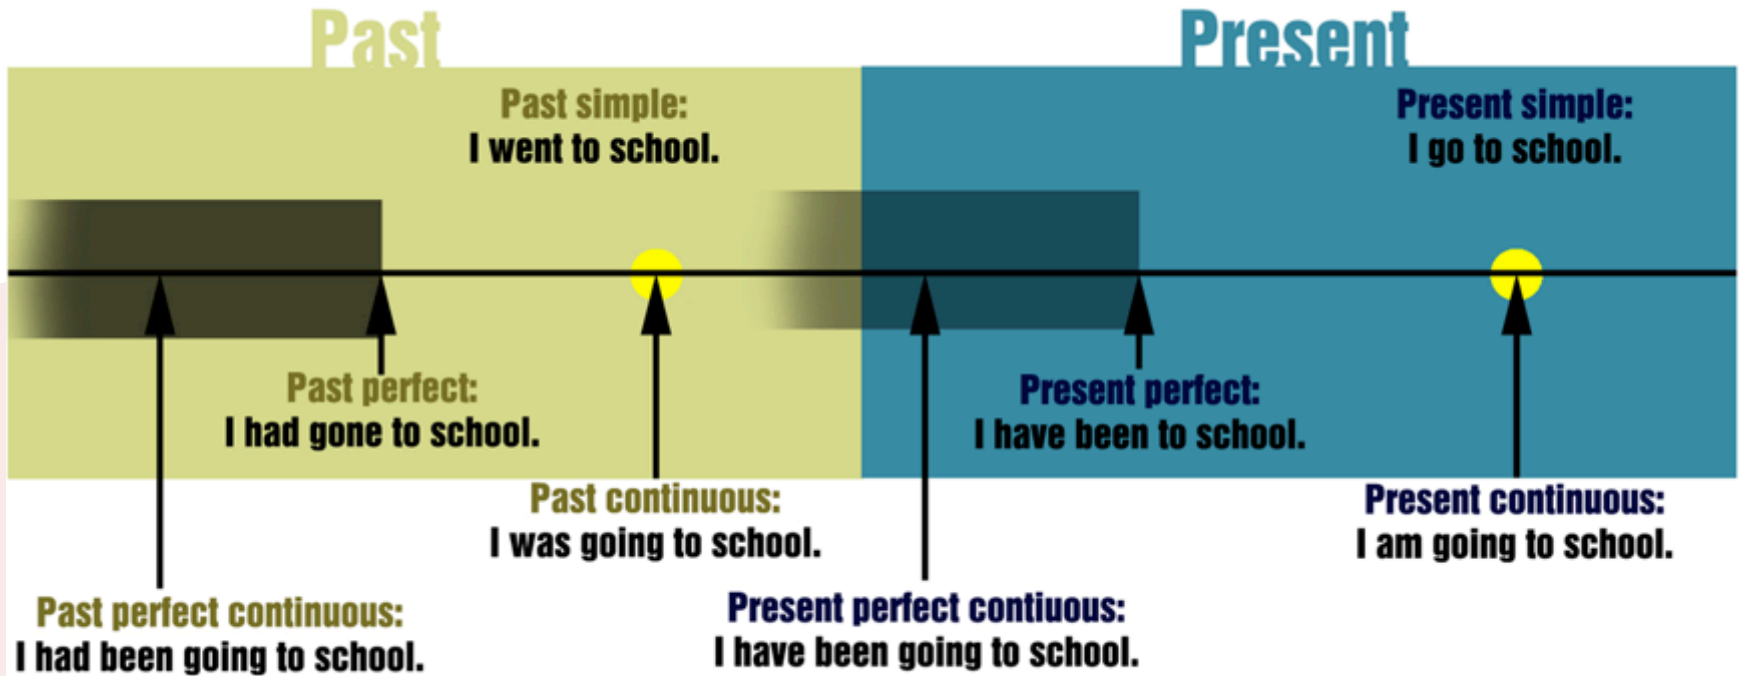 Past
Present
Past simple:
I went to school.
Present simple:
I go to school.
Past perfect:
I had gone to school.
Present perfect:
I have been to school.
Past continuous:
I was going to school.
Present continuous:
I am going to school.
Past perfect continuous:
I had been going to school.
Present perfect contiuous:
I have been going to school.